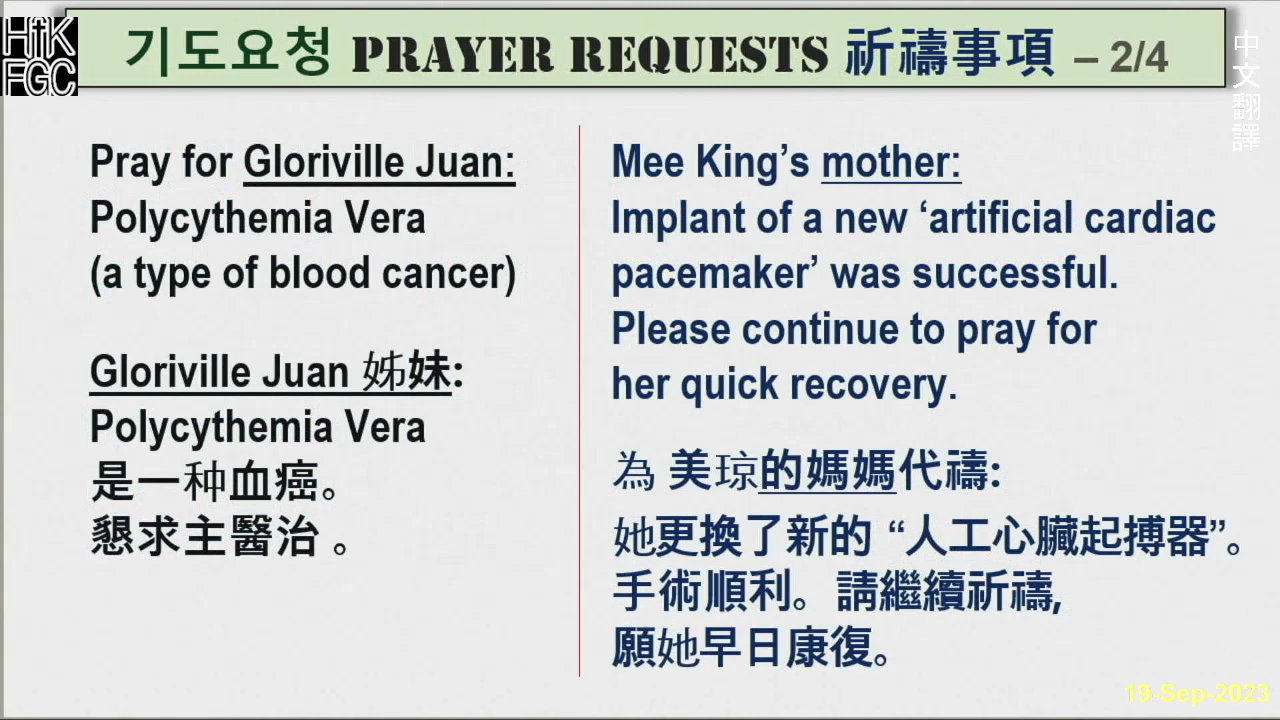 HfK
FGC
기도요청 PRAYER REQUESTS 祈禱事項 – 2/4
中文翻譯
Pray for Gloriville Juan:
Polycythemia Vera
(a type of blood cancer)
Gloriville Juan 姊妹:
Polycythemia Vera
是一种血癌。
懇求主醫治 。
Mee King’s mother:
Implant of a new ‘artificial cardiac
pacemaker’ was successful.
Please continue to pray for
her quick recovery.
為 美琼的媽媽代禱:
她更換了新的 “人工心臟起搏器”。
手術順利。請繼續祈禱,
願她早日康復。
19-Sep-2023